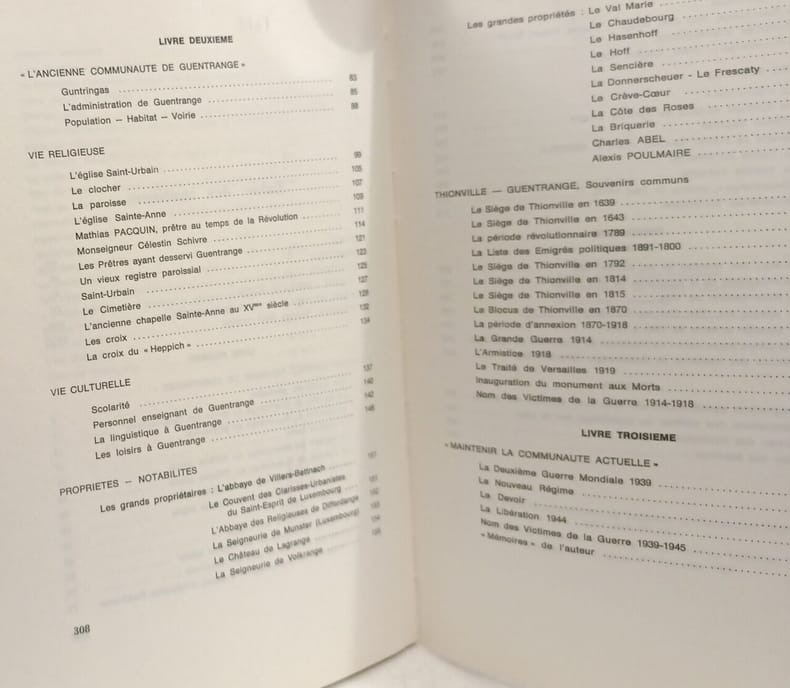 LIVRE DEUXIEME
« L'ANCIENNE COMMUNAUTE DE GUENTRANGE »
Guntringas 83
L'administration de Guentrange 85
Population — Habitat — Voirie 88
VIE RELIGIEUSE
L'église Saint-Urbain 99
Le clocher 105
La paroisse 107
L'église Sainte-Anne 109
Mathias PACQUIN, prêtre au temps de la Révolution 111
Monseigneur Célestin Schivre 114
Les Prêtres ayant desservi Guentrange 121
Un vieux registre paroissial 123
Saint-Urbain 125
Le Cimetière 127
L'ancienne chapelle Sainte-Anne au XVme siècle 128
Les croix 132
La croix du « Heppich » 134
VIE CULTURELLE
Scolarité 137
Personnel enseignant de Guentrange 140
La linguistique à Guentrange 142
Les loisirs à Guentrange
PROPRIETES — NOTABILITES
Les grands propriétaires : L'abbaye de Villers-Bettnach
Le Couvent des Clarisses-Urbanistes
du Saint-Esprit de Luxembourg
L'Abbaye des Religieuses de Differdange
La Seigneurie de Munster (Luxembourg)
Le Château de Lagrange
La Seigneurie de Volkrange
308
Les grandes propriétés : Le Val Marie
Le Chaudebourg
Le Hasenhoff
Le Hoff
La Sencière
La Donnerscheuer - Le Frescaty
Le Crève-Cœur
La Côte des Roses
La Briquerie
Charles ABEL
Alexis POULMAIRE
THIONVILLE — GUENTRANGE, Souvenirs communs
Le Siège de Thionville en 1639
Le Siège de Thionville en 1643
La période révolutionnaire 1789
La Liste des Emigrés politiques 1891-1800
Le Siège de Thionville en 1792
Le Siège de Thionville en 1814
Le Siège de Thionville en 1815
Le Blocus de Thionville en 1870
La période d'annexion 1870-1918
La Grande Guerre 1914
L'Armistice 1918
Le Traité de Versailles 1919
Inauguration du monument aux Morts
Nom des Victimes de la Guerre 1914-1918
LIVRE TROISIEME
« MAINTENIR LA COMMUNAUTE ACTUELLE »
La Deuxième Guerre Mondiale 1939
Le Nouveau Régime
Le Devoir
La Libération 1944
Nom des Victimes de la Guerre 1939-1945
« Mémoires » de l'auteur